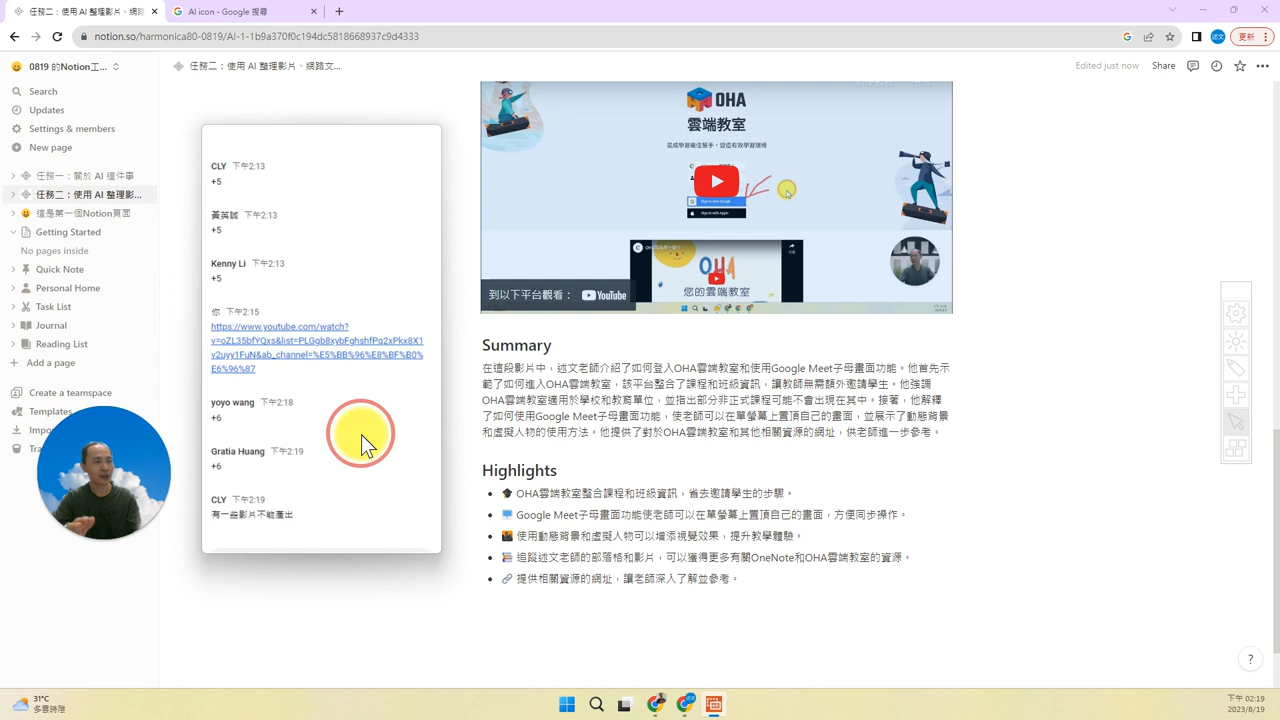 任務二：使用 AI 整理影片、網路
AI icon - Google 搜尋
notion.so/harmonica80-0819/AI-1-1b9a370f0c194dc5818668937c9d4333
更新
0819 的Notion工...
任務二：使用 AI 整理影片、網路文...
Edited just now
Share
Search
Updates
Settings & members
New page
任務一：關於 AI 這件事
任務二：使用 AI 整理影...
這是第一個Notion頁面
Getting Started
No pages inside
Quick Note
Personal Home
Task List
Journal
Reading List
Add a page
Create a teamspace
Templates
Impo
Tra
CLY 下午2:13
+5
黃英誠 下午2:13
+5
Kenny Li 下午2:13
+5
你 下午2:15
https://www.youtube.com/watch?
v=oZL35bfYQxs&list=PLGgb8xybFghshfPq2xPkx8X1
v2uyy1FuN&ab_channel=%E5%BB%96%E8%BF%B0%
E6%96%87
yoyo wang 下午2:18
+6
Gratia Huang 下午2:19
+6
CLY 下午2:19
有一些影片不能產出
OHA
雲端教室
Sign in with Google
Sign in with Apple
您的雲端教室
到以下平台觀看： YouTube
Summary
在這段影片中，述文老師介紹了如何登入OHA雲端教室和使用Google Meet子母畫面功能。他首先示
範了如何進入OHA雲端教室，該平台整合了課程和班級資訊，讓教師無需額外邀請學生。他強調
OHA雲端教室適用於學校和教育單位，並指出部分非正式課程可能不會出現在其中。接著，他解釋
了如何使用Google Meet子母畫面功能，使老師可以在單螢幕上置頂自己的畫面，並展示了動態背景
和虛擬人物的使用方法。他提供了對於OHA雲端教室和其他相關資源的網址，供老師進一步參考。
Highlights
🎓 OHA雲端教室整合課程和班級資訊，省去邀請學生的步驟。
💻 Google Meet子母畫面功能使老師可以在單螢幕上置頂自己的畫面，方便同步操作。
🌇 使用動態背景和虛擬人物可以增添視覺效果，提升教學體驗。
📚 追蹤述文老師的部落格和影片，可以獲得更多有關OneNote和OHA雲端教室的資源。
🔗 提供相關資源的網址，讓老師深入了解並參考。
?
31°C
多雲時陰
下午 02:19
2023/8/19